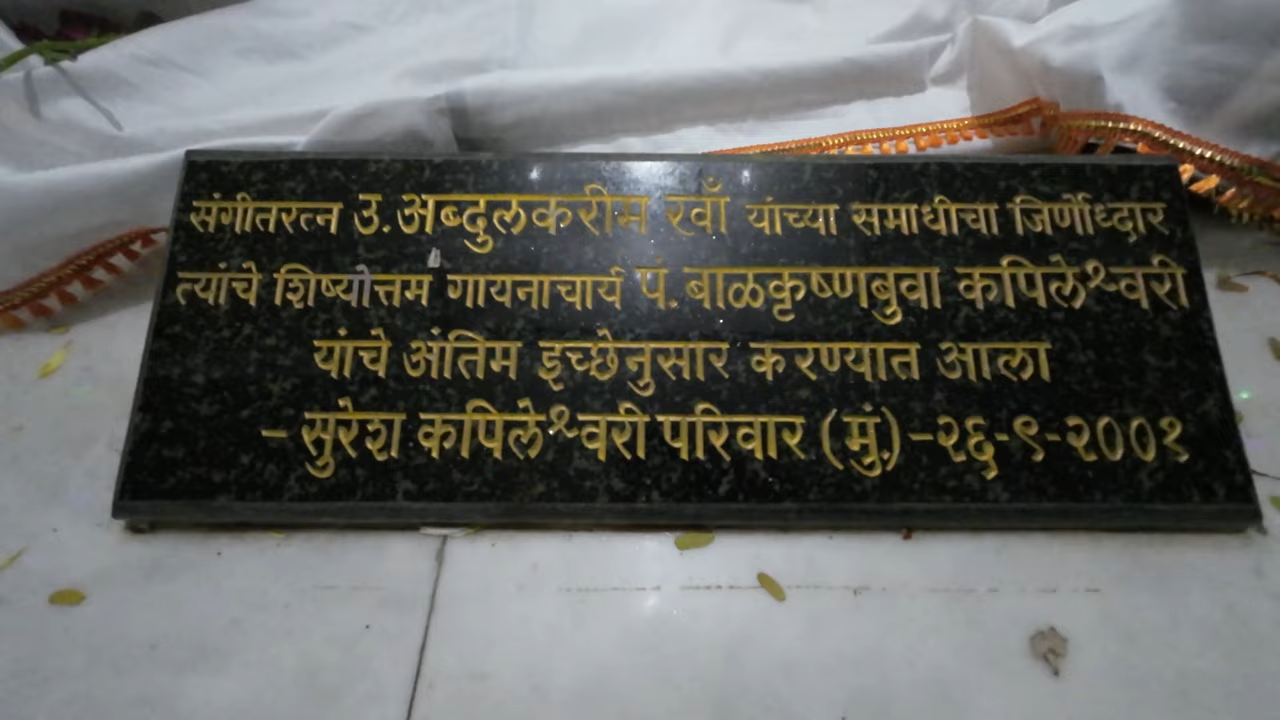 संगीतरत्न उ. अब्दुलकरीम खाँ यांच्या समाधीचा जिर्णोध्दार
त्यांचे शिष्योत्तम गायनाचार्य पं. बाळकृष्णबुवा कपिलेश्वरी
यांचे अंतिम इच्छेनुसार करण्यात आला
- सुरेश कपिलेश्वरी परिवार (मुं.)-२६-९-२००१